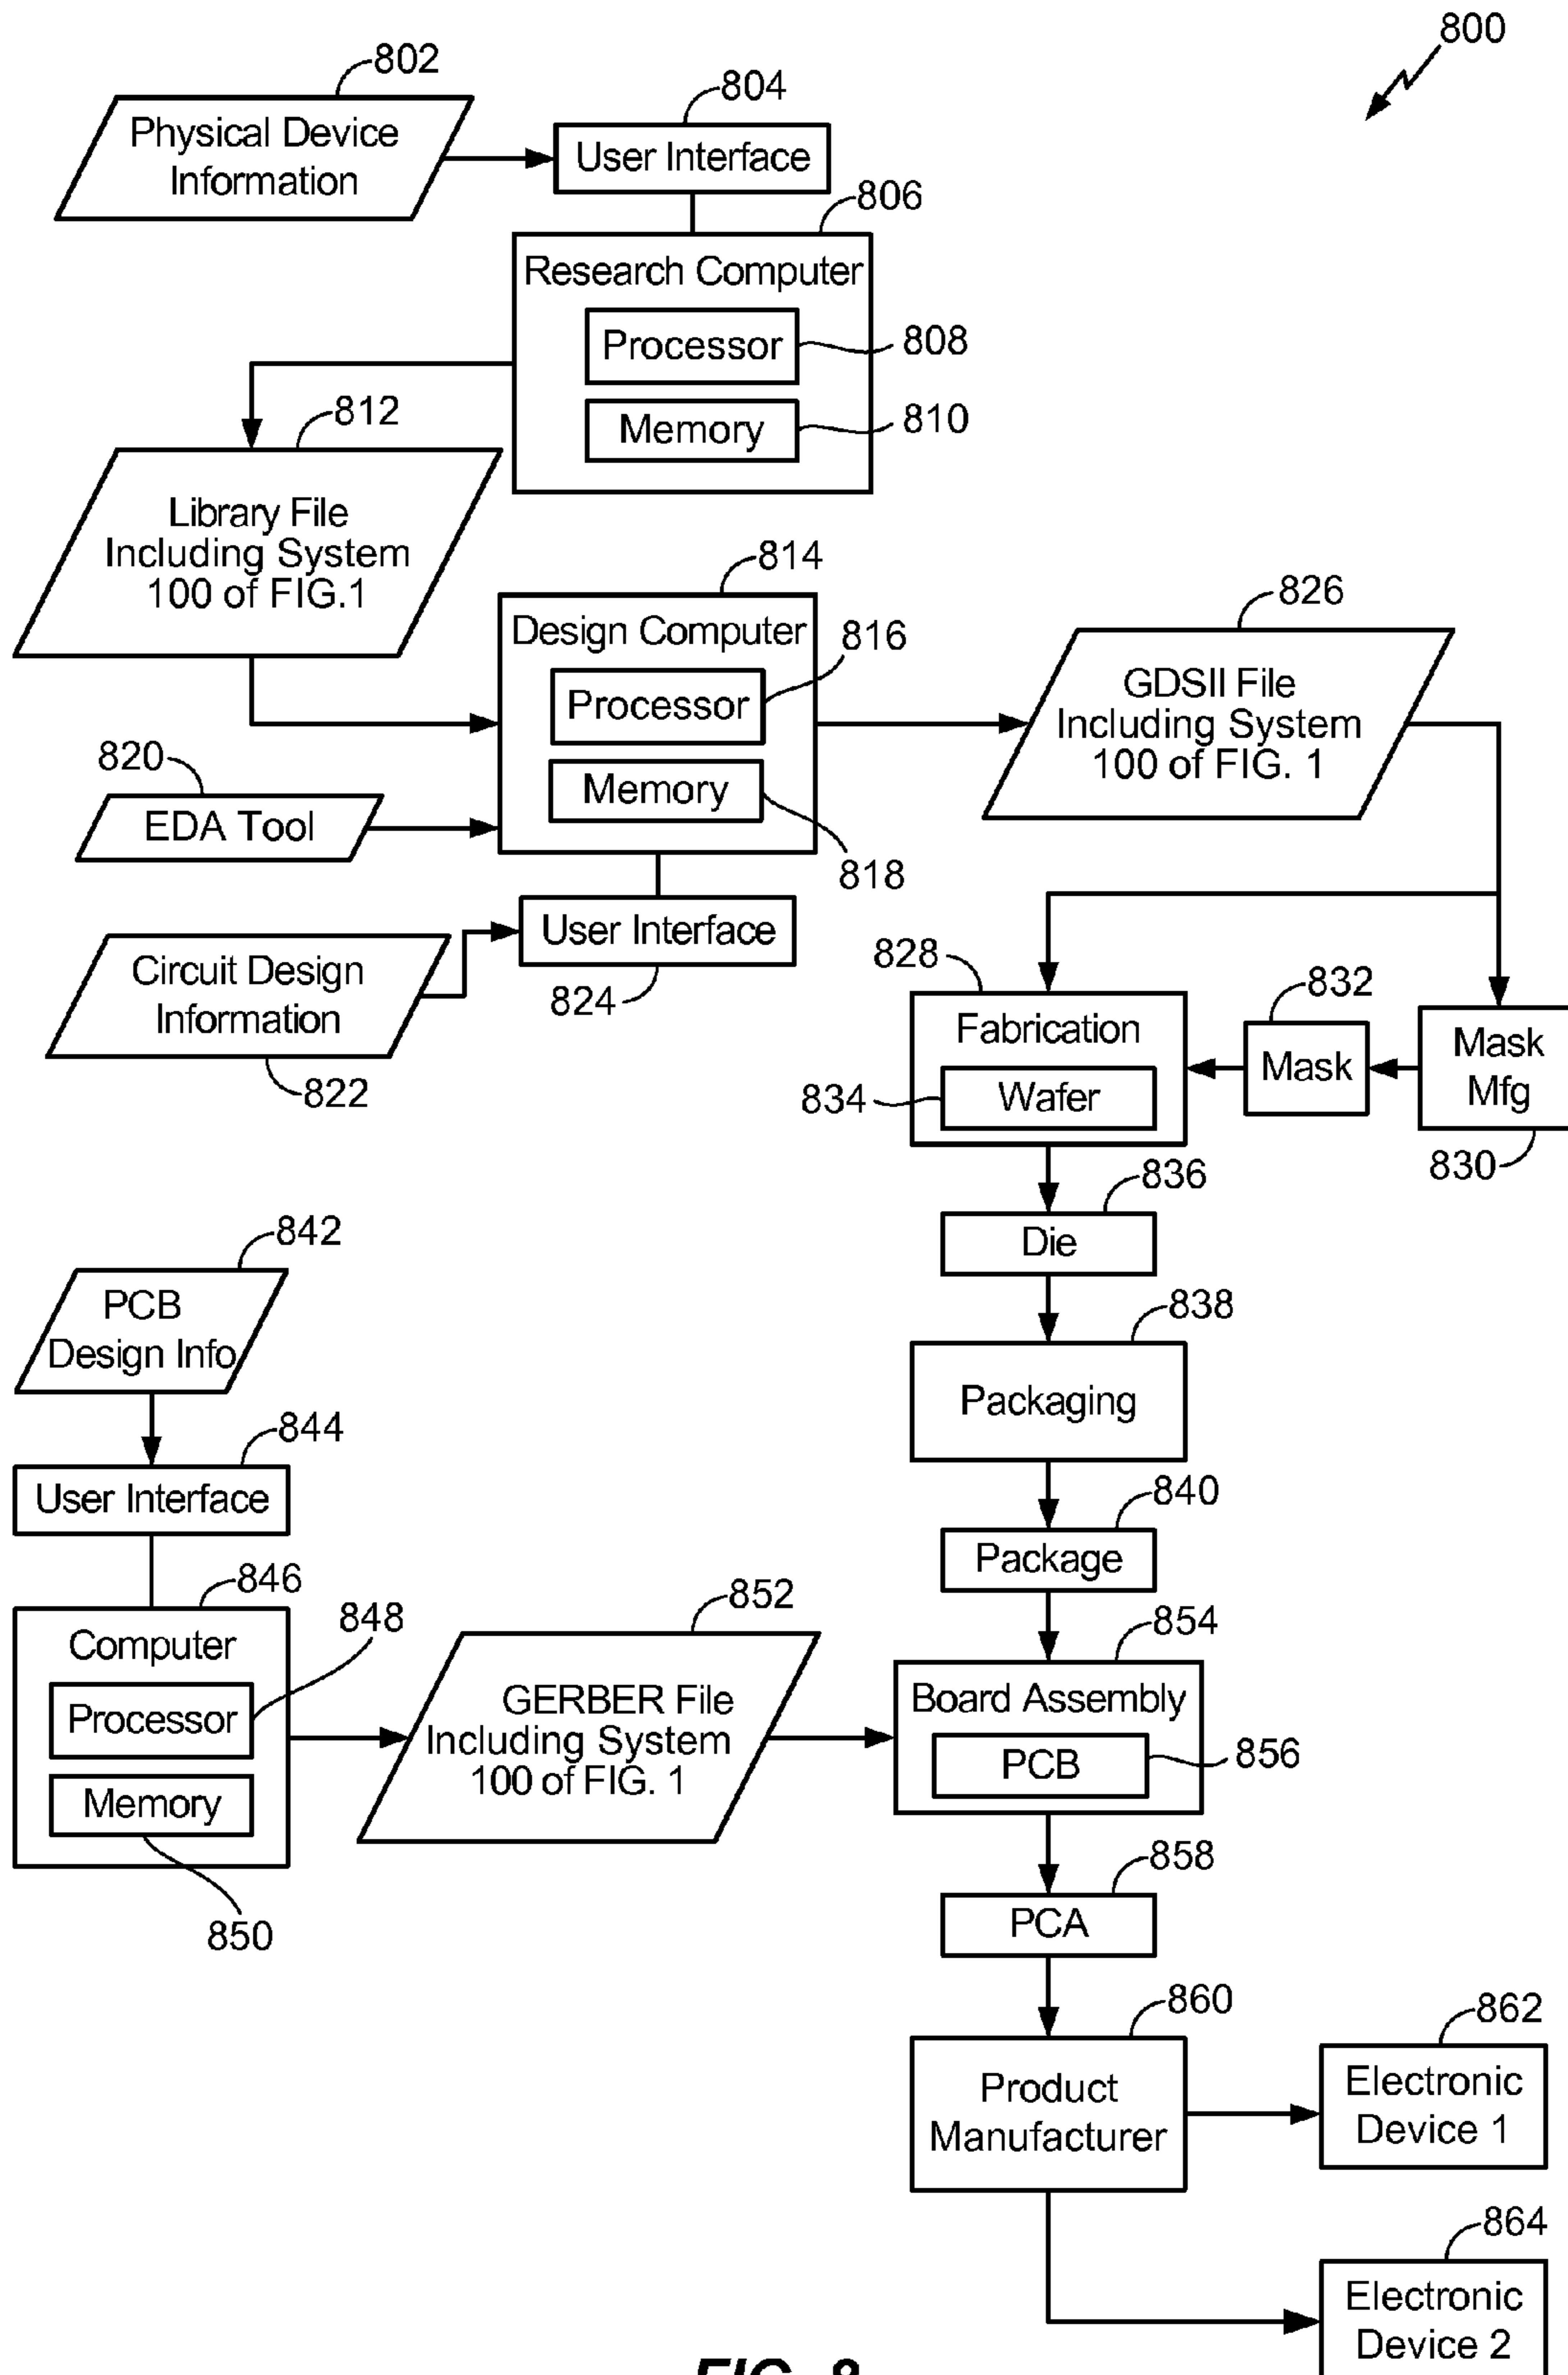 800
802
Physical Device
Information
804
User Interface
806
Research Computer
Processor
808
Memory
810
812
Library File
Including System
100 of FIG.1
814
Design Computer
816
Processor
Memory
818
820
EDA Tool
822
Circuit Design
Information
User Interface
824
826
GDSII File
Including System
100 of FIG. 1
828
Fabrication
834
Wafer
832
Mask
Mask
Mfg
830
836
Die
838
Packaging
840
Package
842
PCB
Design Info
844
User Interface
846
Computer
848
Processor
Memory
850
852
GERBER File
Including System
100 of FIG. 1
854
Board Assembly
PCB
856
858
PCA
860
Product
Manufacturer
862
Electronic
Device 1
864
Electronic
Device 2
FIG. 8